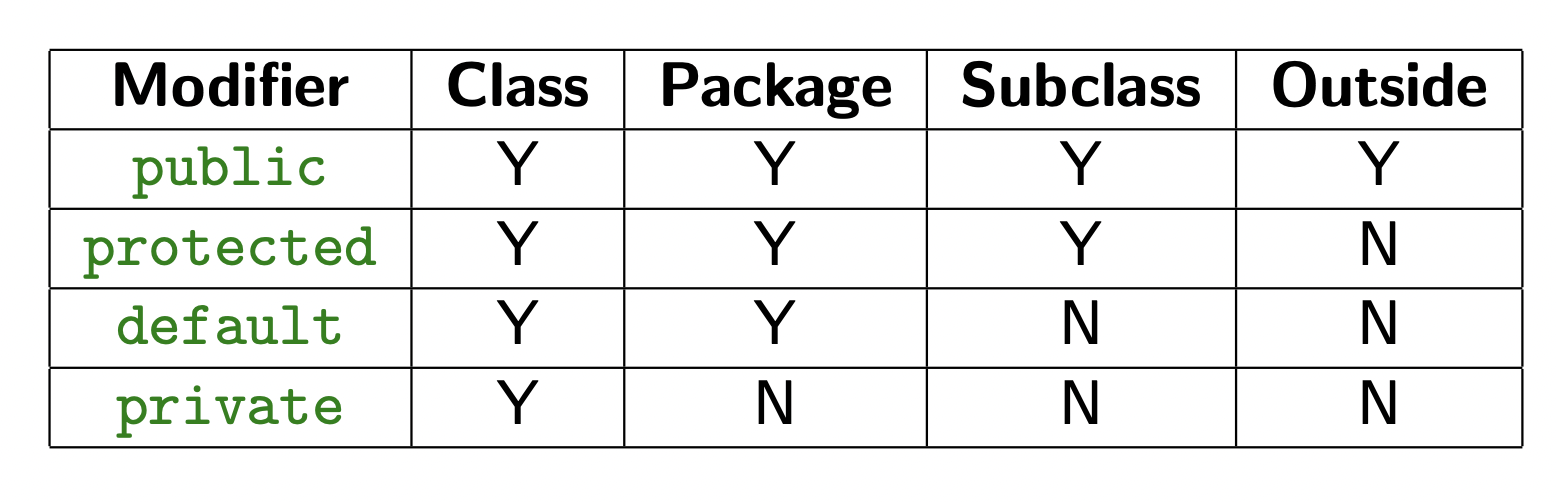 Modifier Class Package Subclass Outside
public Y Y Y Y
protected Y Y Y N
default Y Y N N
private Y N N N